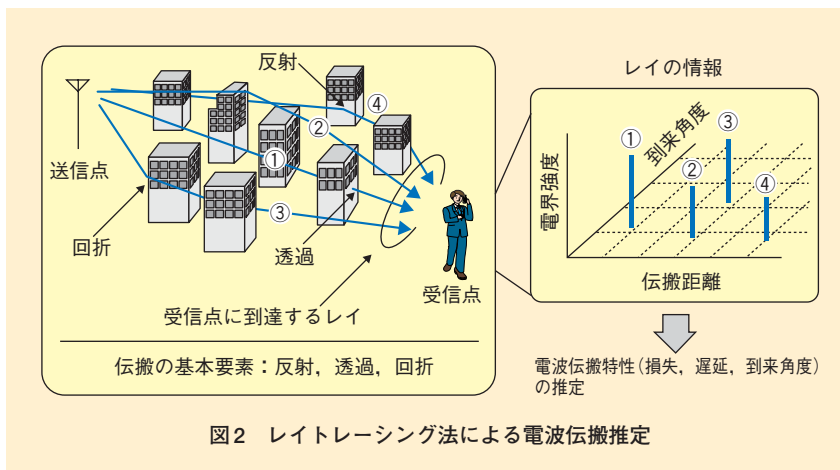 反射
④
②
①
送信点
③
回折
透過
受信点
受信点に到達するレイ
伝搬の基本要素：反射，透過，回折
レイの情報
①
到来角度
③
②
④
電界強度
伝搬距離
電波伝搬特性（損失，遅延，到来角度）
の推定
図2　レイトレーシング法による電波伝搬推定